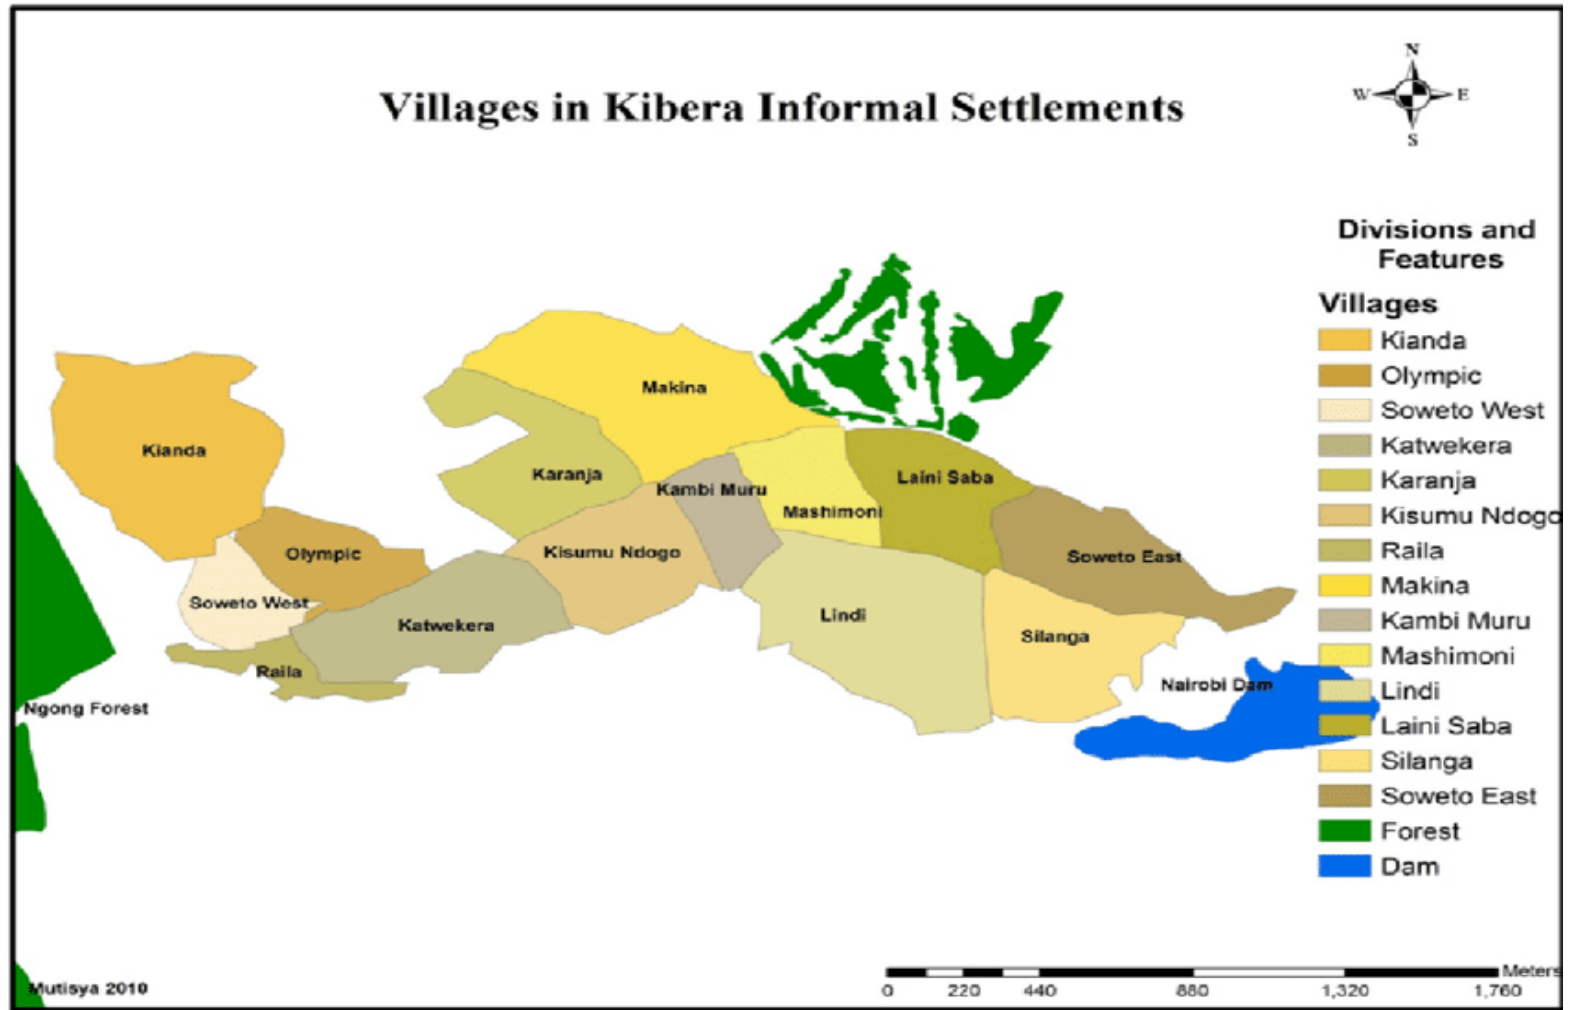 Villages in Kibera Informal Settlements
N
W E
S
Divisions and
Features
Villages
Kianda
Olympic
Soweto West
Katwekera
Karanja
Kisumu Ndogo
Raila
Makina
Kambi Muru
Mashimoni
Lindi
Laini Saba
Silanga
Soweto East
Forest
Dam
Makina
Kianda
Karanja
Kambi Muru
Laini Saba
Mashimoni
Olympic
Kisumu Ndogo
Soweto East
Soweto West
Katwekera
Lindi
Silanga
Raila
Nairobi Dam
Ngong Forest
Mutisya 2010
Meters
0 220 440 880 1,320 1,760